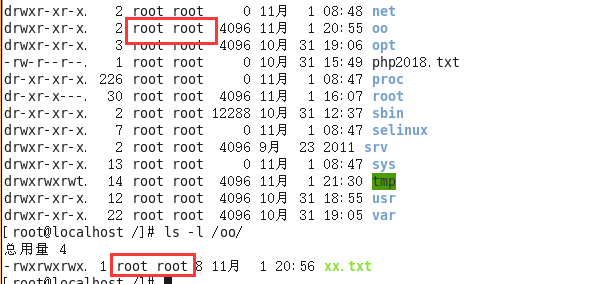 drwxr-xr-x. 2 root root 0 11月 1 08:48 net
drwxr-xr-x. 2 root root 4096 11月 1 20:55 oo
drwxr-xr-x. 3 root root 4096 10月 31 19:06 opt
-rw-r--r--. 1 root root 0 10月 31 15:49 php2018.txt
dr-xr-xr-x. 226 root root 0 11月 1 08:47 proc
dr-xr-x---. 30 root root 4096 11月 1 16:07 root
dr-xr-xr-x. 2 root root 12288 10月 31 12:37 sbin
drwxr-xr-x. 7 root root 0 11月 1 08:47 selinux
drwxr-xr-x. 2 root root 4096 9月 23 2011 srv
drwxr-xr-x. 13 root root 0 11月 1 08:47 sys
drwxrwxrwt. 14 root root 4096 11月 1 21:30 tmp
drwxr-xr-x. 12 root root 4096 10月 31 18:55 usr
drwxr-xr-x. 22 root root 4096 10月 31 19:05 var
[root@localhost /]# ls -l /oo/
总用量 4
-rwxrwxrwx. 1 root root 8 11月 1 20:56 xx.txt
[root@localhost /]#